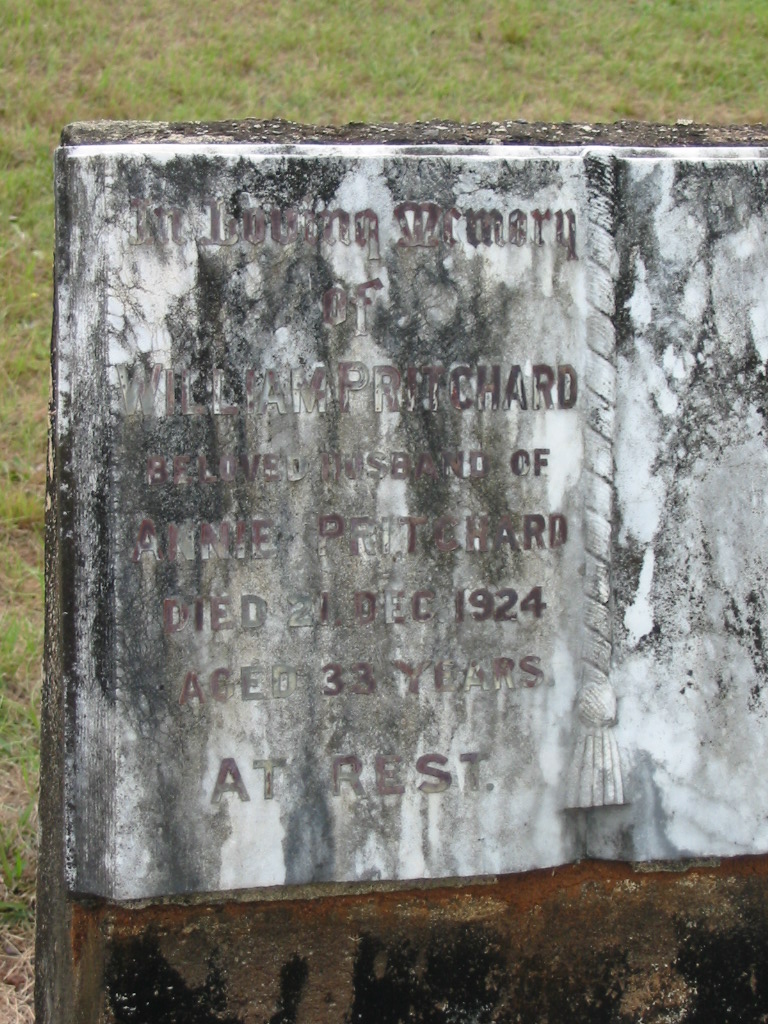 In Loving Memory
of
WILLIAM PRITCHARD
BELOVED HUSBAND OF
ANNIE PRITCHARD
DIED 21. DEC. 1924
AGED 33 YEARS.
AT REST.